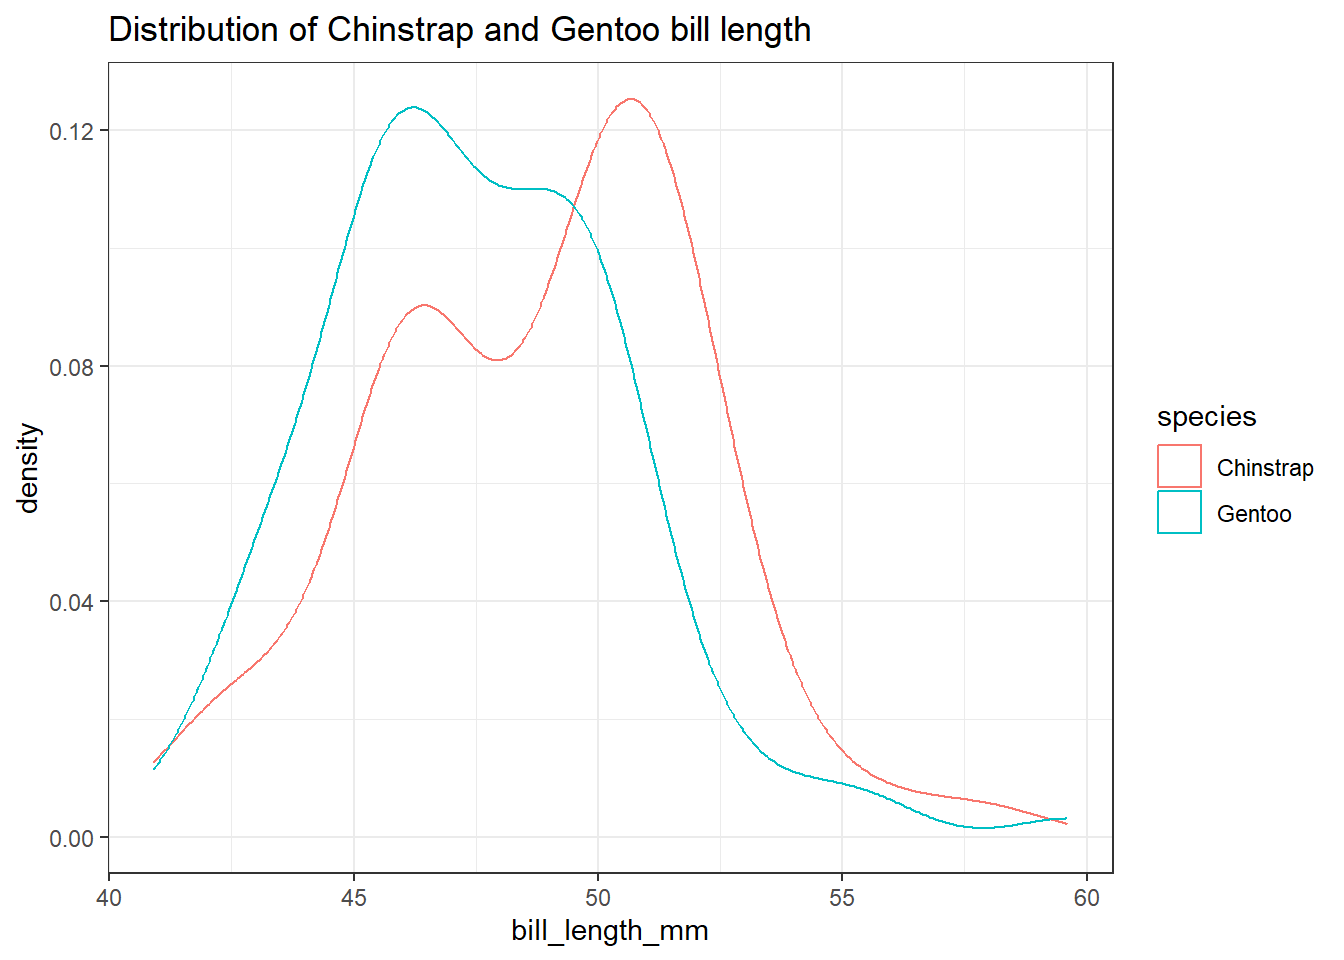 Distribution of Chinstrap and Gentoo bill length
0.12
0.08
0.04
0.00
density
40 45 50 55 60
bill_length_mm
species
Chinstrap
Gentoo